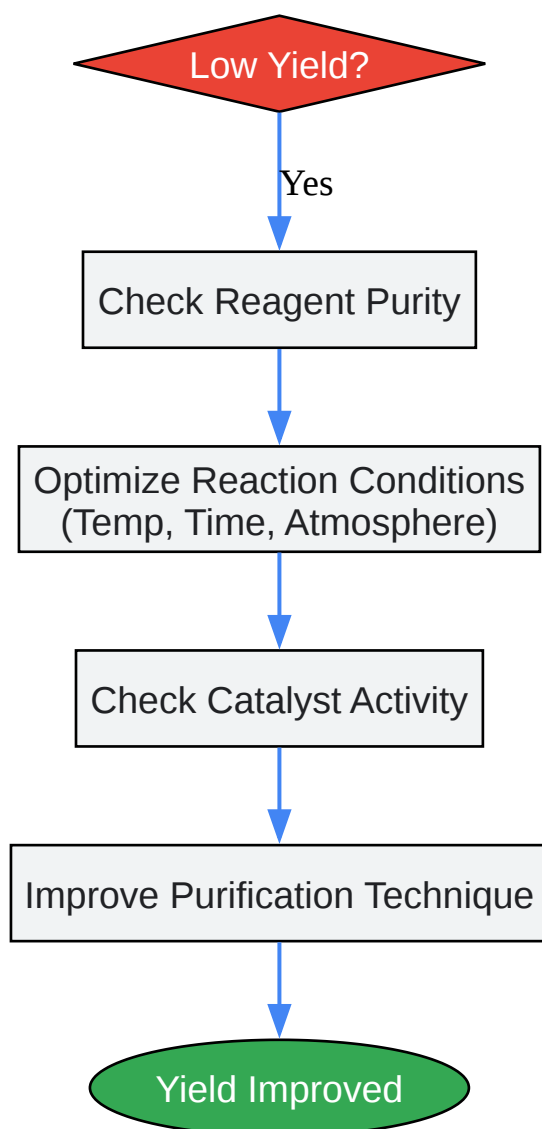 Low Yield?
Yes
Check Reagent Purity
Optimize Reaction Conditions
(Temp, Time, Atmosphere)
Check Catalyst Activity
Improve Purification Technique
Yield Improved